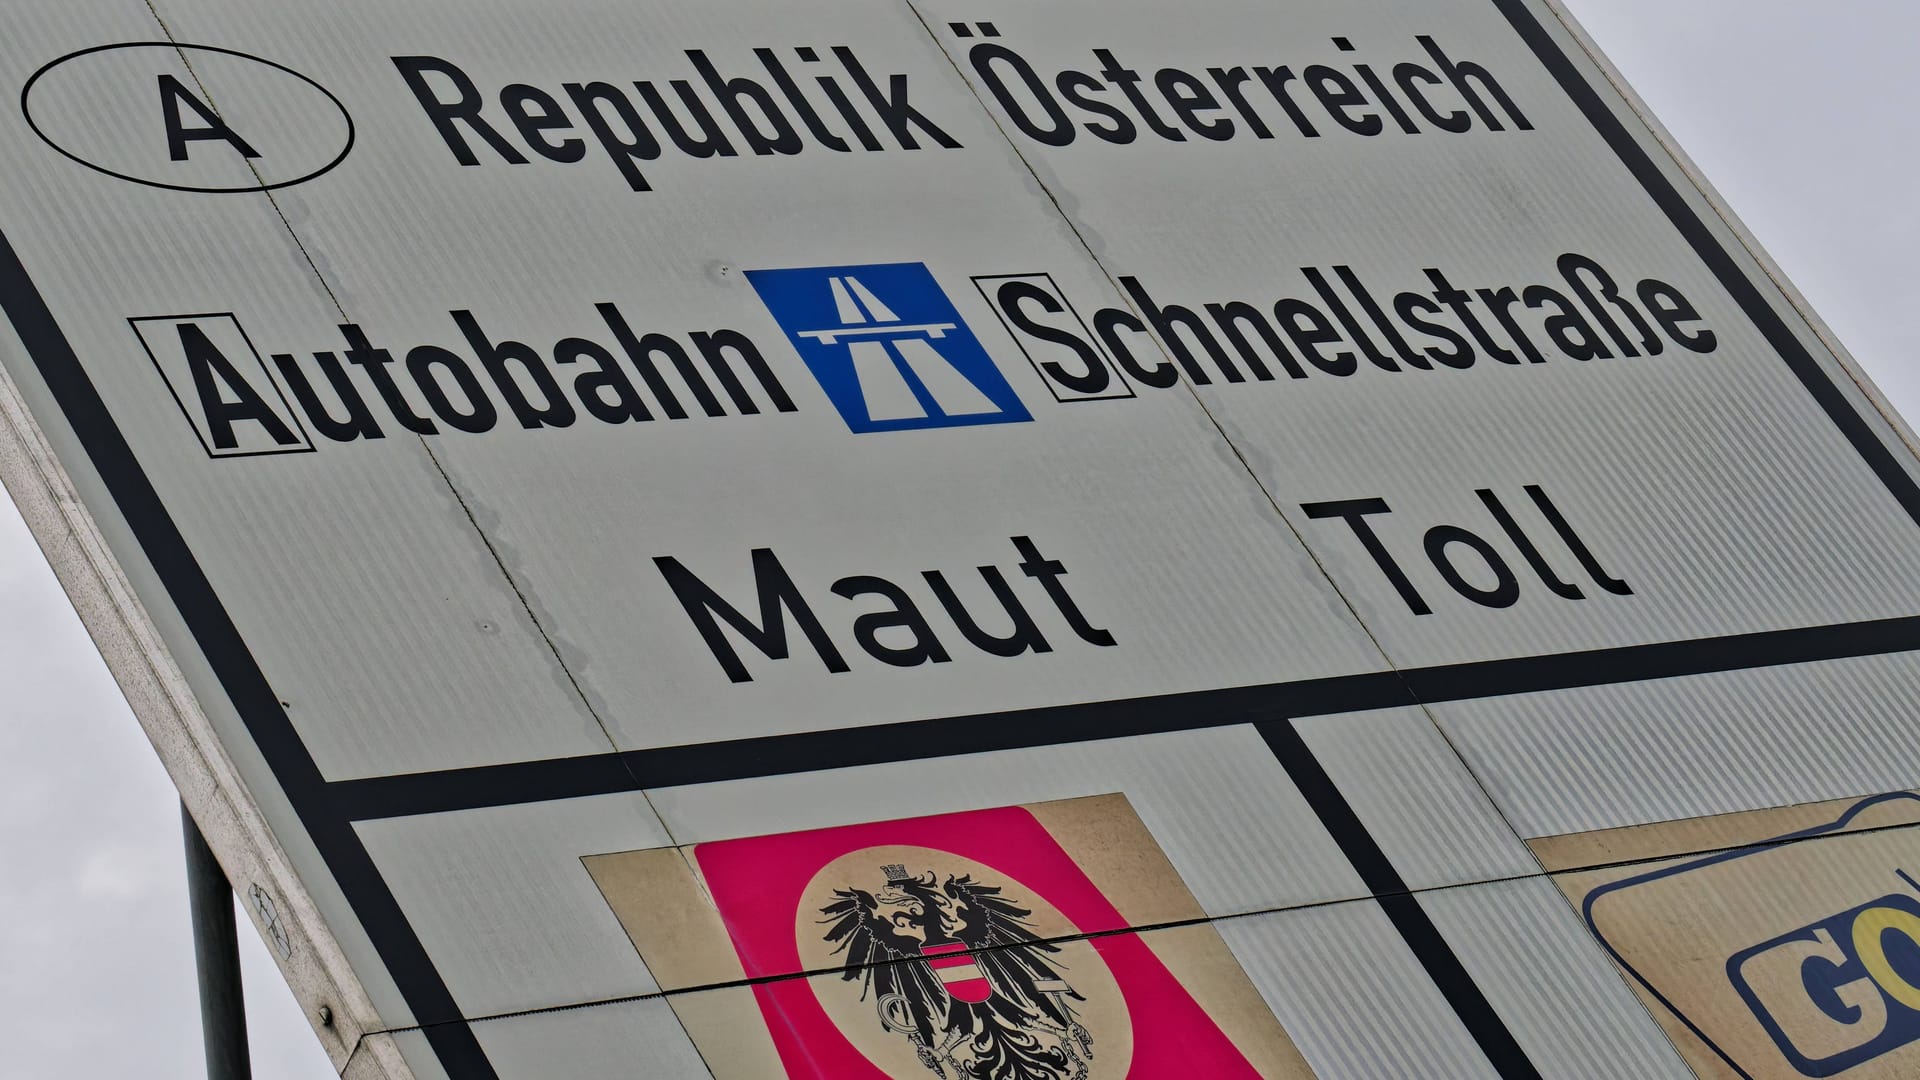 A Republik Österreich
Autobahn Schnellstraße
Maut Toll
GO